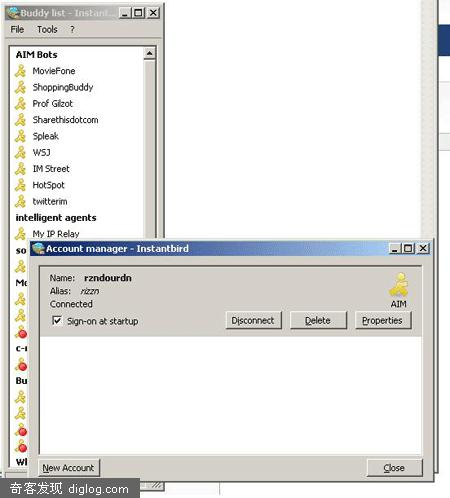 Buddy list - Instant...
File Tools ?
AIM Bots
MovieFone
ShoppingBuddy
Prof Gilzot
Sharethisdotcom
Spleak
WSJ
IM Street
HotSpot
twitterim
intelligent agents
My IP Relay
so
Mo
c-n
Bu
Wl
Account manager - Instantbird
Name: rzndourdn
Alias: rizzn
Connected
AIM
Sign-on at startup
Disconnect Delete Properties
New Account Close
奇客发现 diglog.com